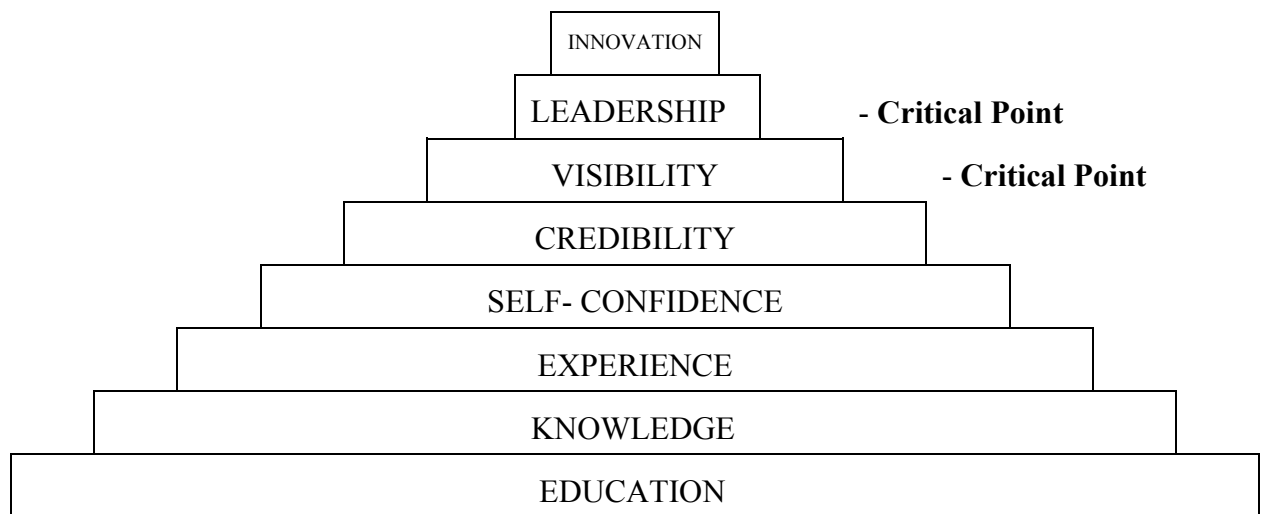 INNOVATION
LEADERSHIP - Critical Point
VISIBILITY - Critical Point
CREDIBILITY
SELF- CONFIDENCE
EXPERIENCE
KNOWLEDGE
EDUCATION